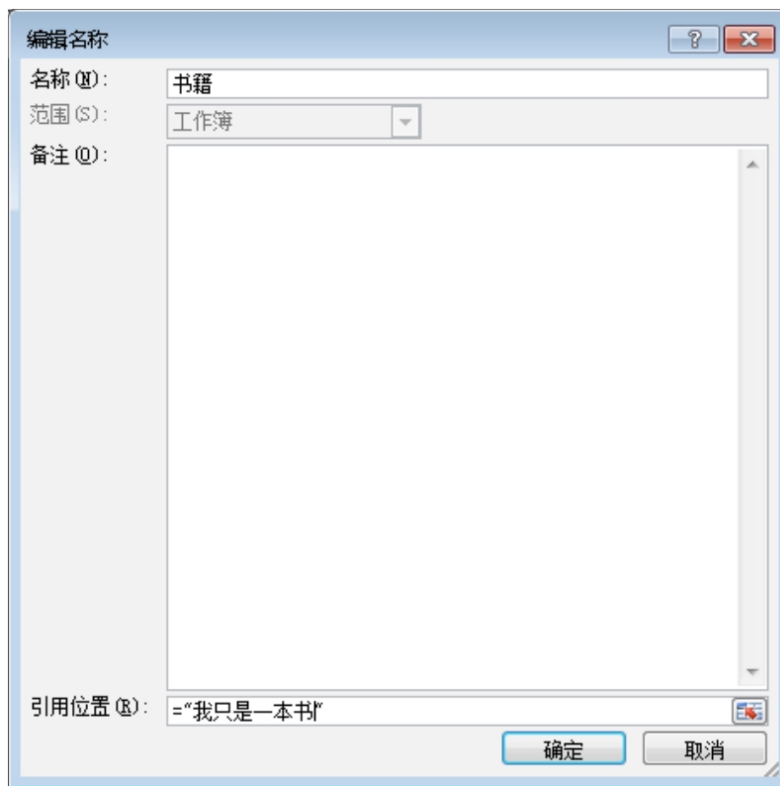 编辑名称
名称(N):
书籍
范围(S):
工作簿
备注(O):
引用位置(R):
="我只是一本书"
确定
取消